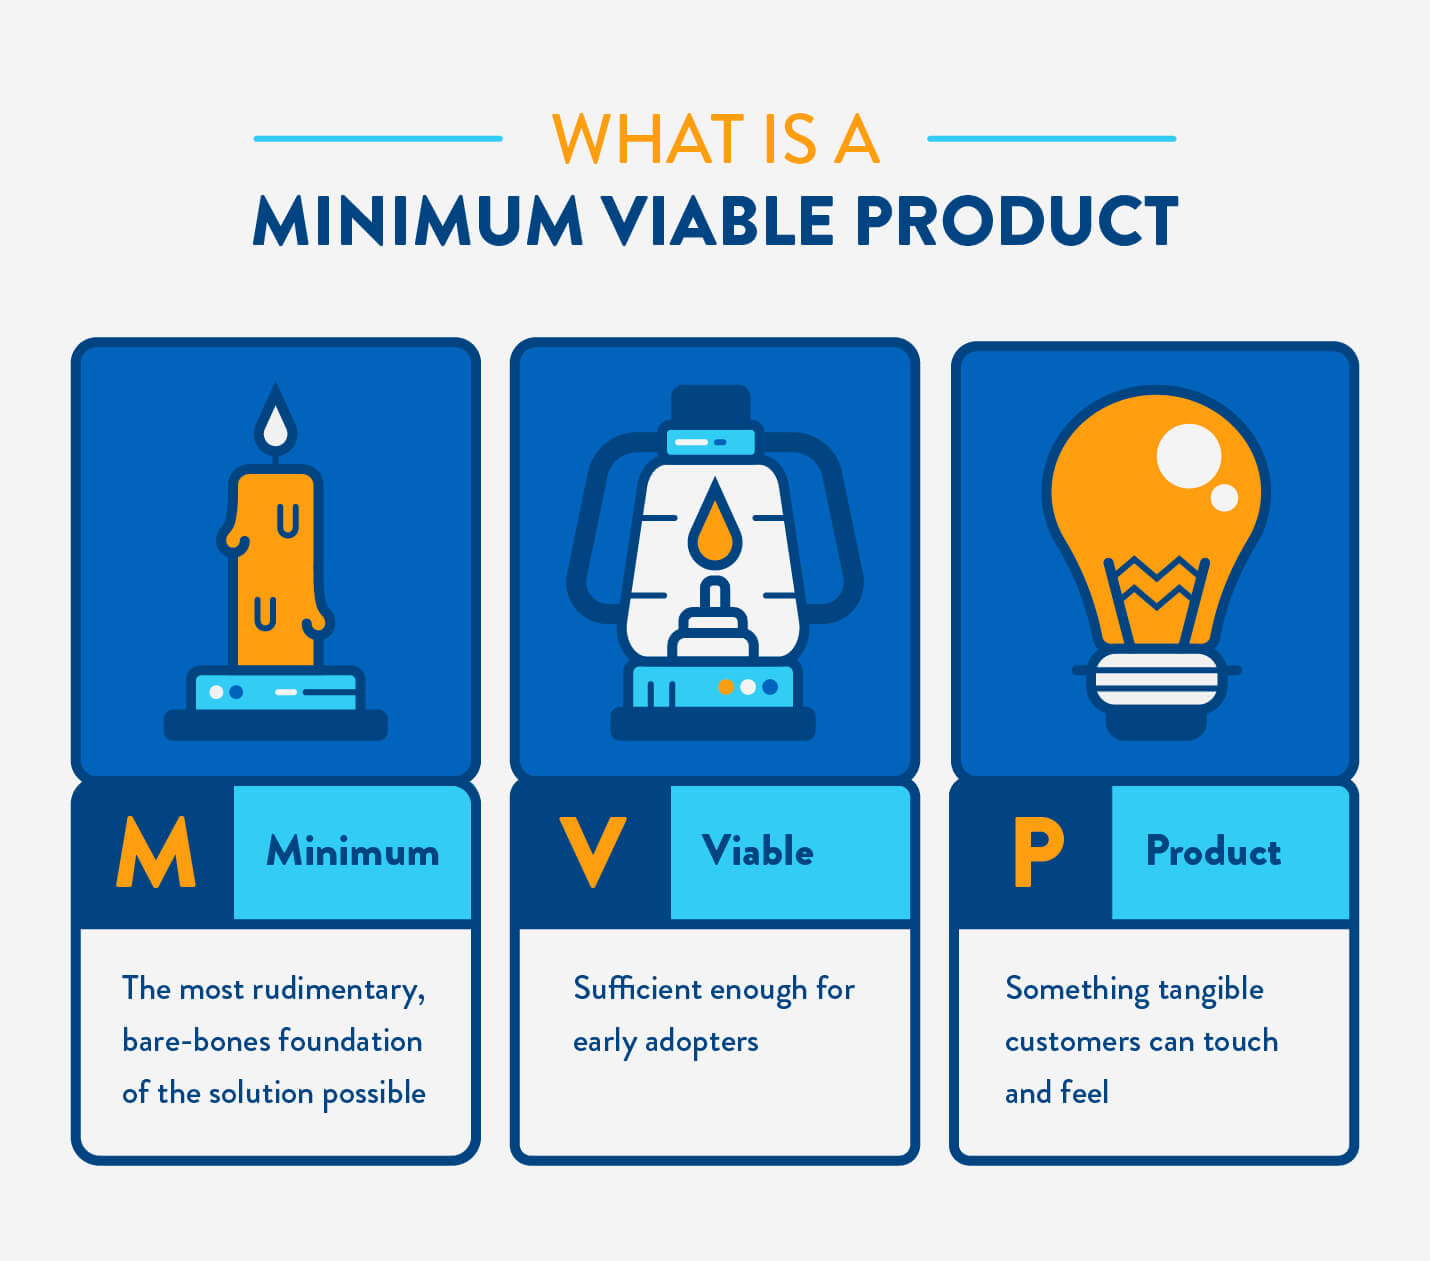 WHAT IS A
MINIMUM VIABLE PRODUCT
M
Minimum
The most rudimentary,
bare-bones foundation
of the solution possible
V
Viable
Sufficient enough for
early adopters
P
Product
Something tangible
customers can touch
and feel